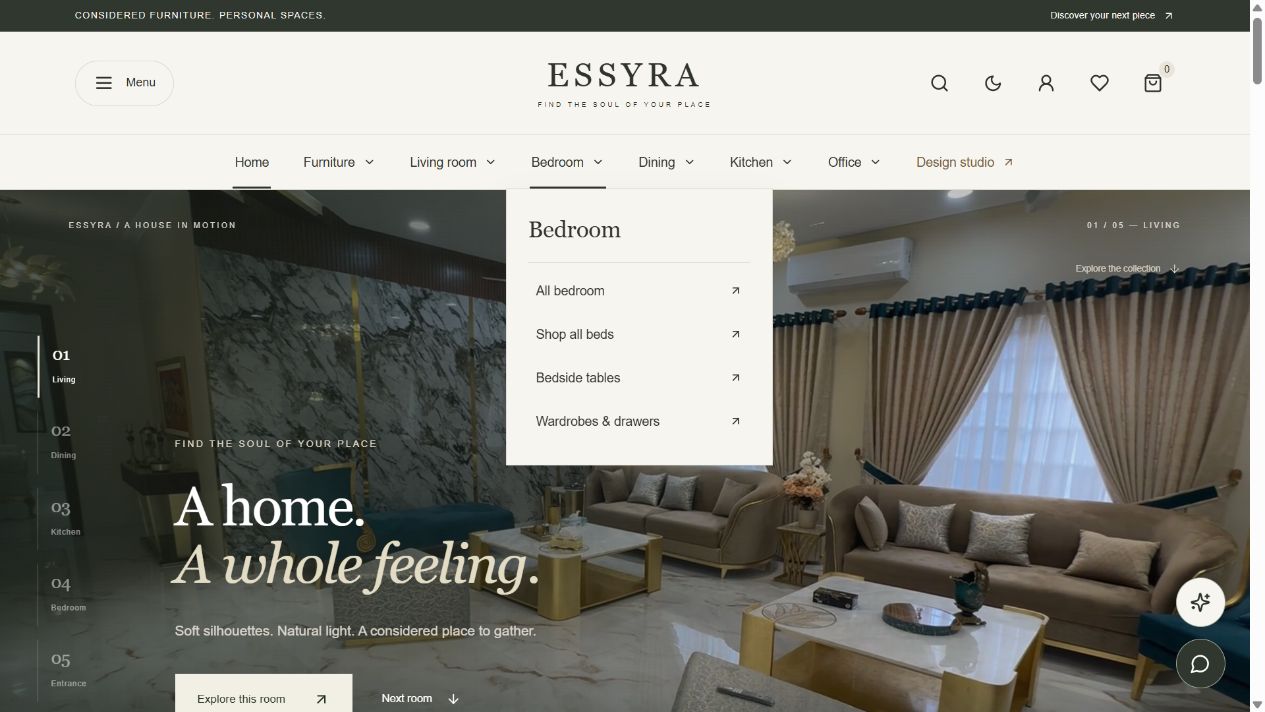 CONSIDERED FURNITURE. PERSONAL SPACES.
Discover your next piece
Menu
ESSYRA
FIND THE SOUL OF YOUR PLACE
0
Home
Furniture
Living room
Bedroom
Dining
Kitchen
Office
Design studio
ESSYRA / A HOUSE IN MOTION
01 / 05 — LIVING
Explore the collection
Bedroom
All bedroom
Shop all beds
Bedside tables
Wardrobes & drawers
01
Living
02
Dining
03
Kitchen
04
Bedroom
05
Entrance
FIND THE SOUL OF YOUR PLACE
A home.
A whole feeling.
Soft silhouettes. Natural light. A considered place to gather.
Explore this room
Next room